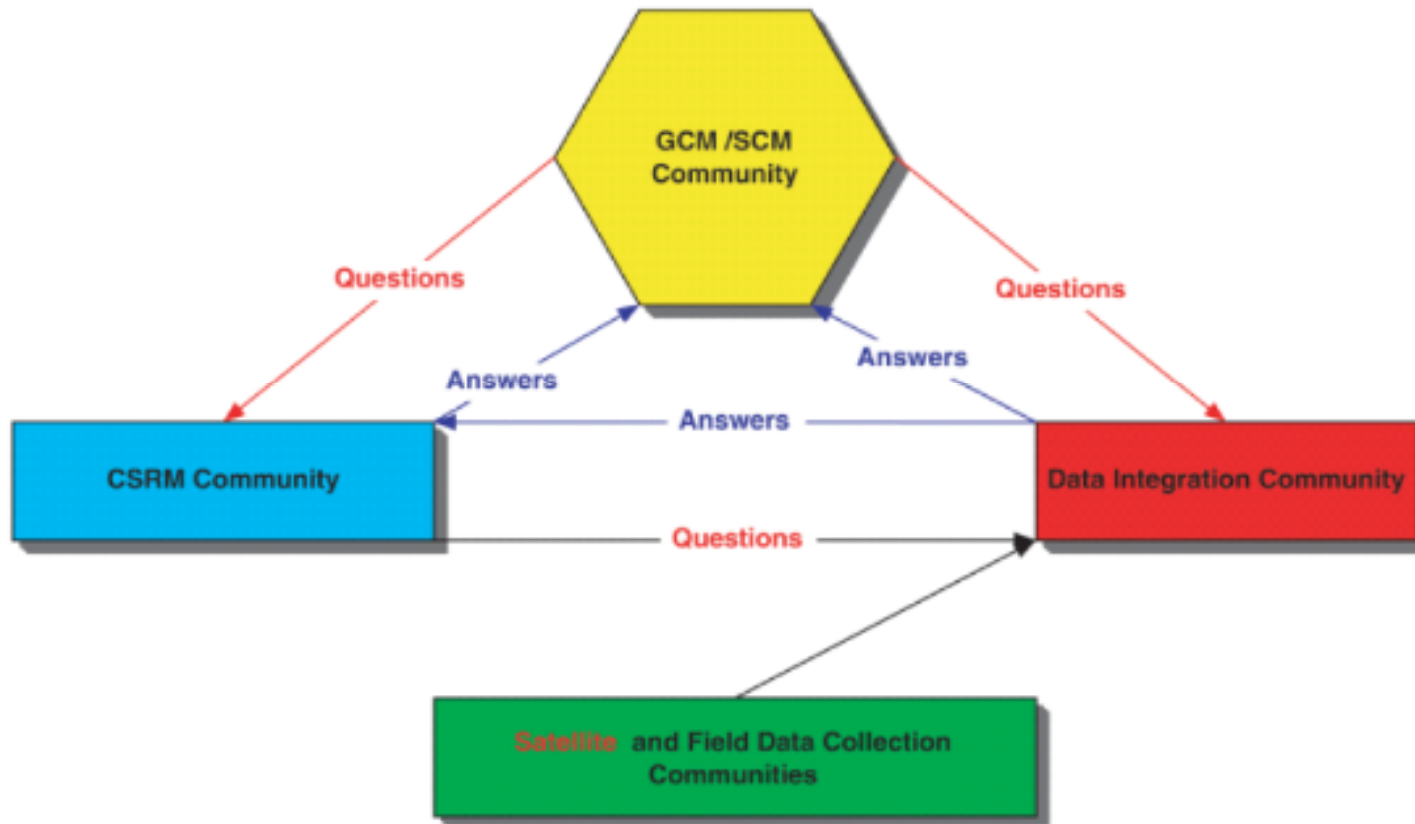 GCM /SCM
Community
Questions
Questions
Answers
Answers
Answers
CSRM Community
Data Integration Community
Questions
Satellite and Field Data Collection
Communities